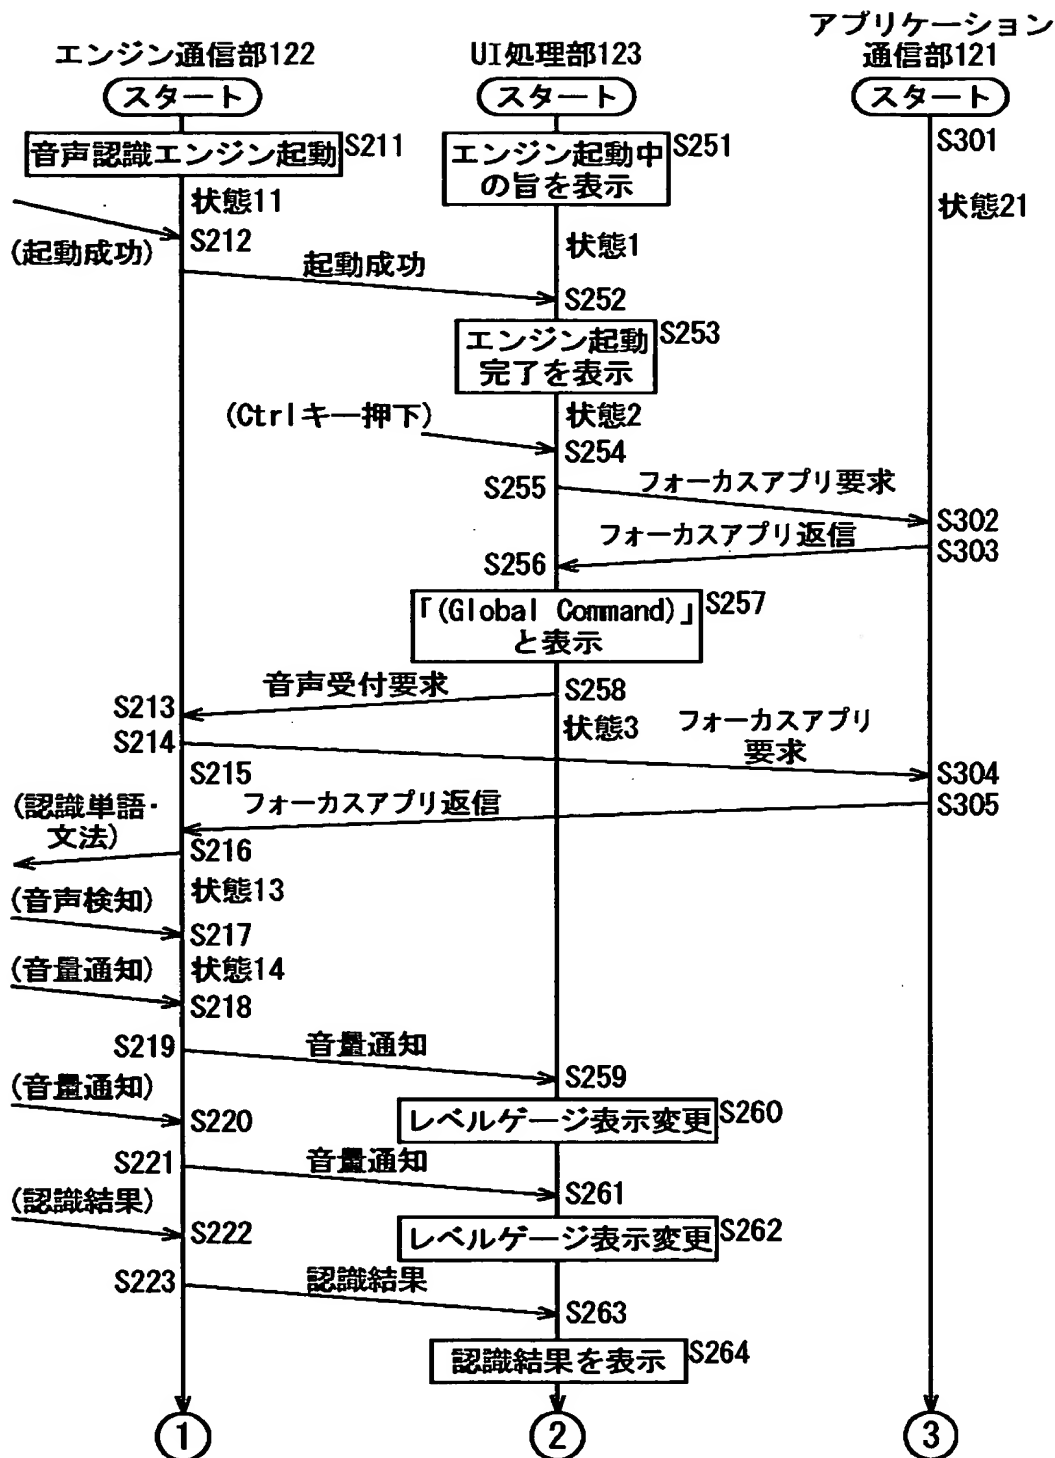 アプリケーション
エンジン通信部122
UI処理部123
通信部121
スタート
スタート
スタート
音声認識エンジン起動
S211
エンジン起動中
の旨を表示
S251
S301
状態11
状態21
S212
(起動成功)
状態1
起動成功
S252
エンジン起動
完了を表示
S253
(Ctrlキー押下)
状態2
S254
S255
フォーカスアプリ要求
S302
フォーカスアプリ返信
S303
S256
「(Global Command)」
と表示
S257
音声受付要求
S258
S213
状態3
フォーカスアプリ
要求
S214
S215
S304
(認識単語・
文法)
フォーカスアプリ返信
S305
S216
状態13
(音声検知)
S217
(音量通知)
状態14
S218
S219
音量通知
S259
(音量通知)
S220
レベルゲージ表示変更
S260
S221
音量通知
S261
(認識結果)
S222
レベルゲージ表示変更
S262
S223
認識結果
S263
認識結果を表示
S264
1
2
3